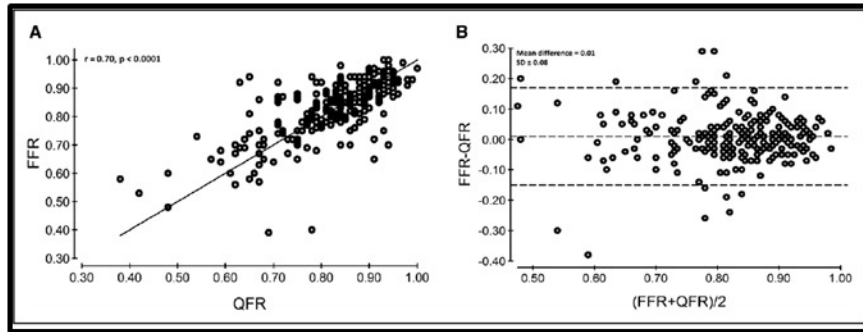 A
r = 0.70, p < 0.0001
FFR
1.00
0.90
0.80
0.70
0.60
0.50
0.40
0.30
0.30 0.40 0.50 0.60 0.70 0.80 0.90 1.00
QFR
B
Mean difference = 0.01
SD ± 0.08
FFR-QFR
0.30
0.20
0.10
0.00
-0.10
-0.20
-0.30
-0.40
0.50 0.60 0.70 0.80 0.90 1.00
(FFR+QFR)/2